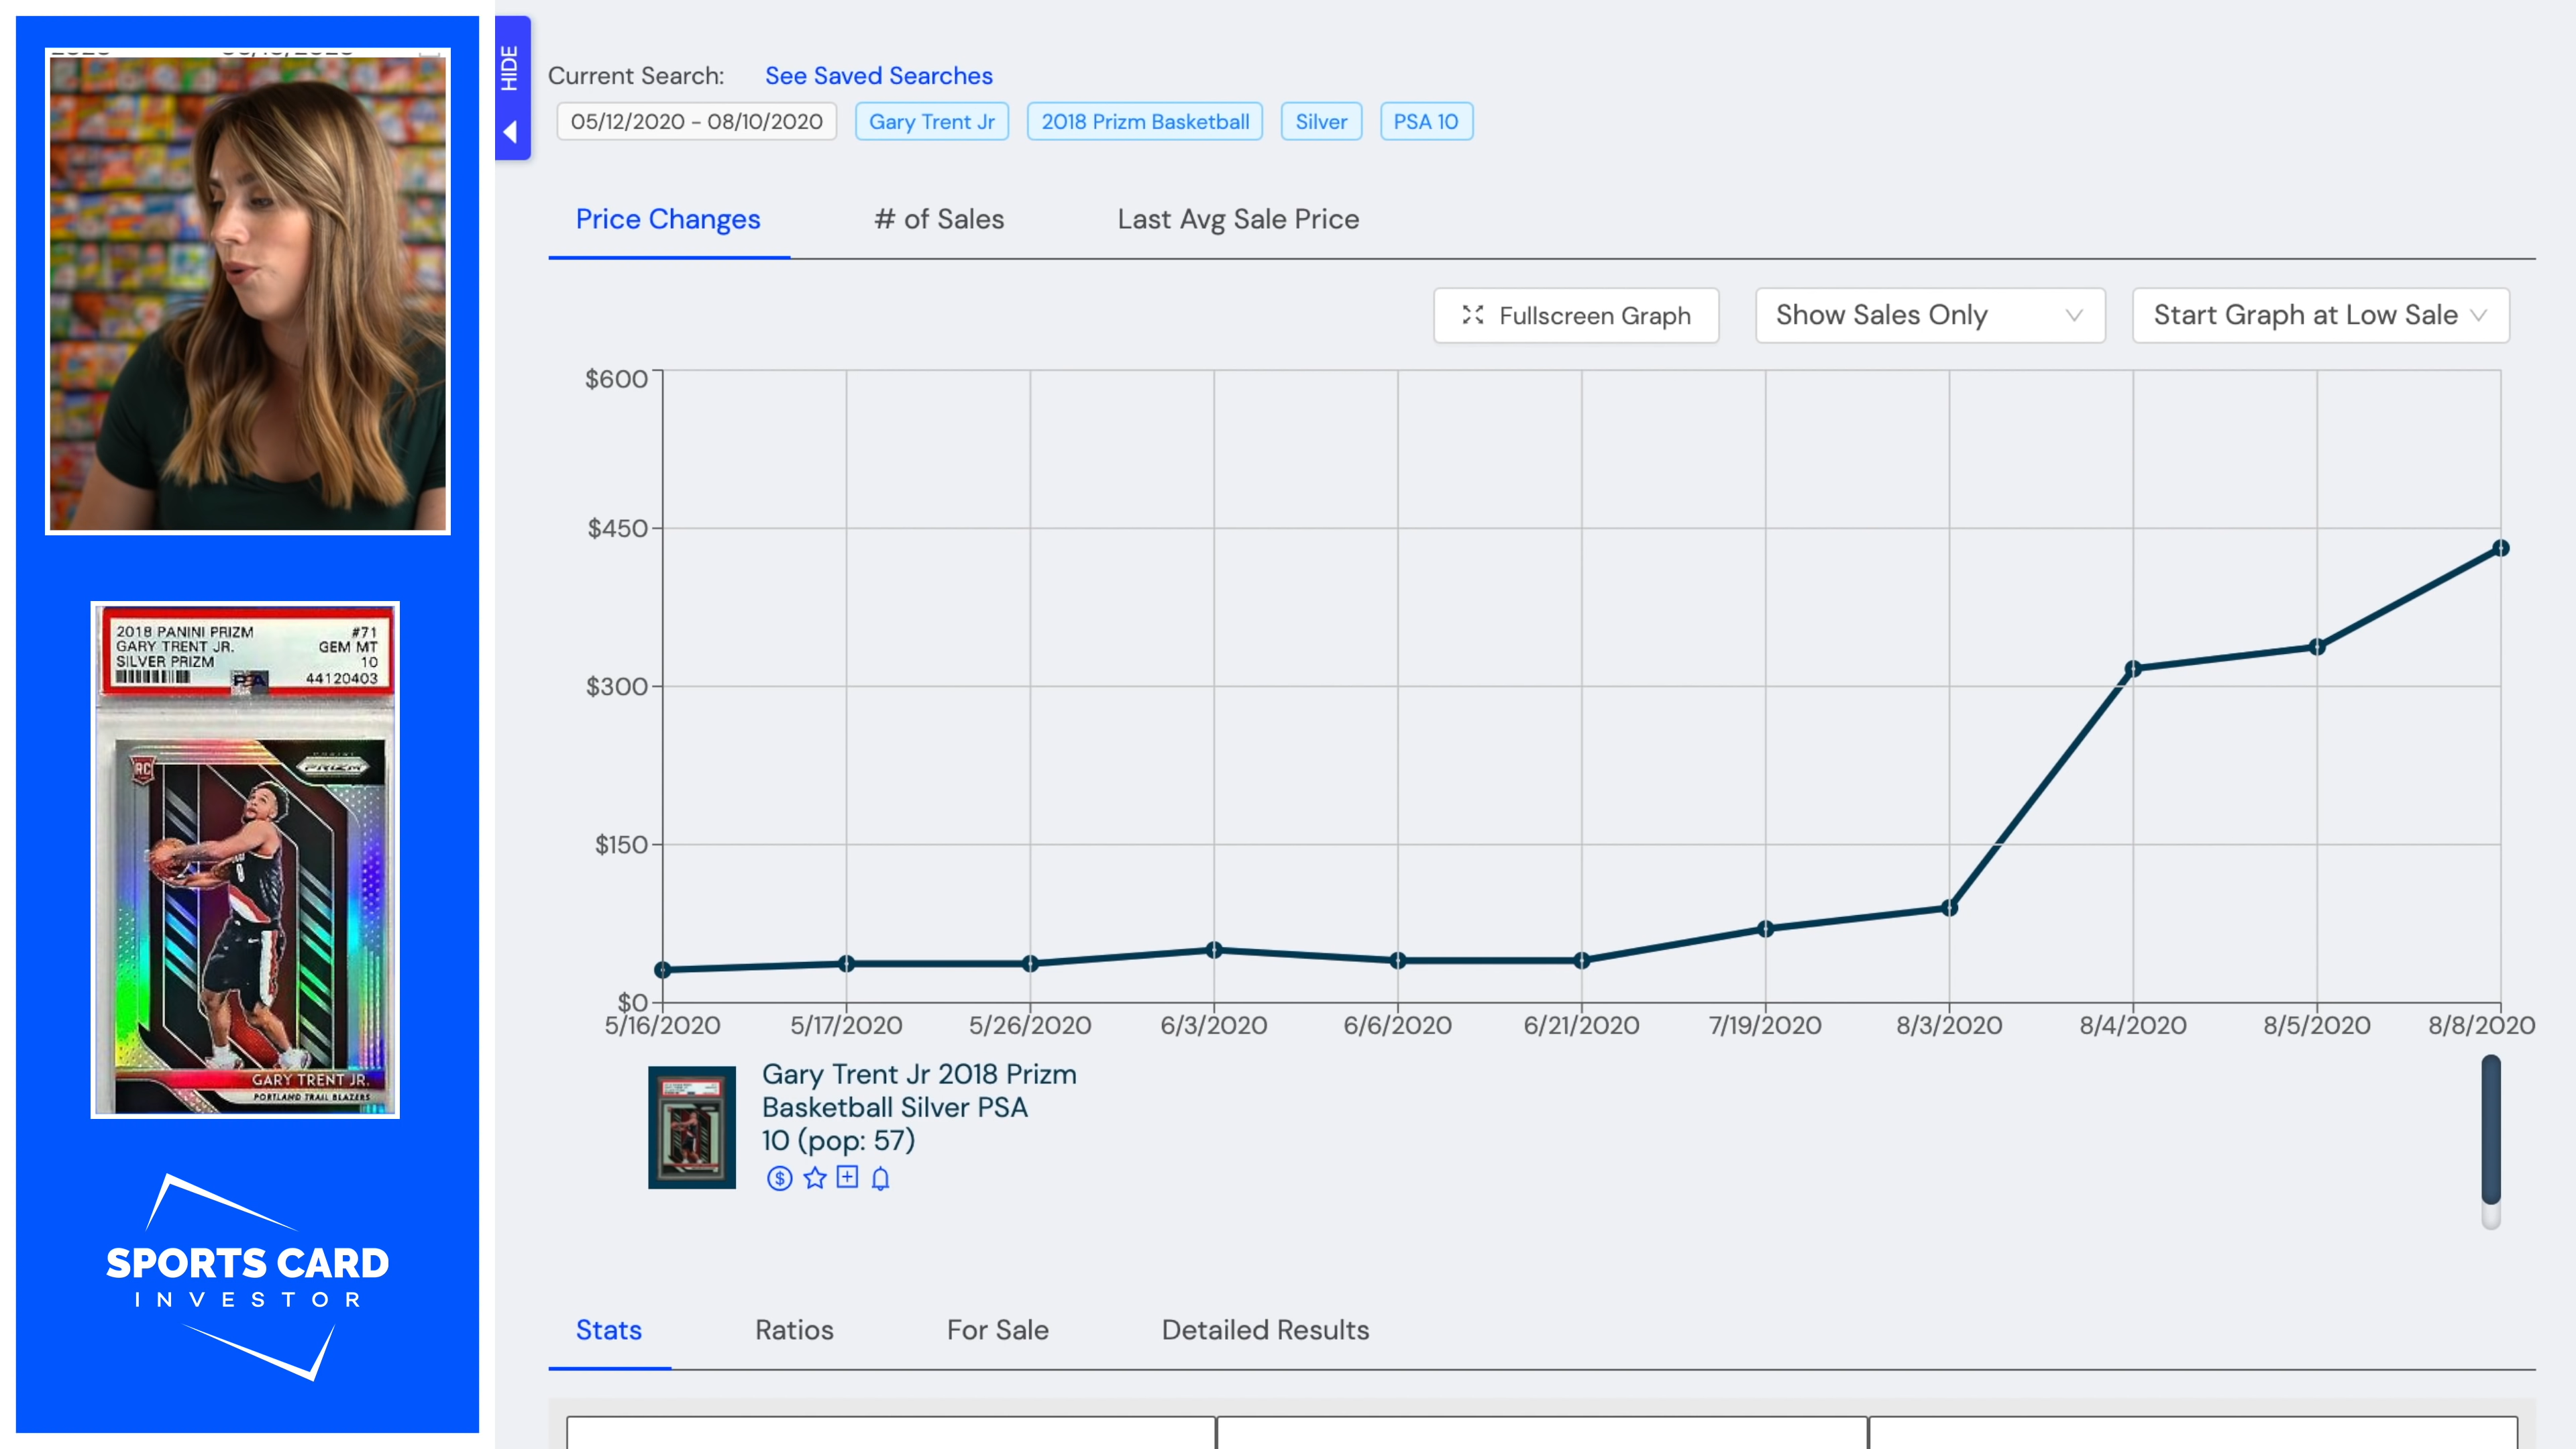 HIDE
Current Search:
See Saved Searches
05/12/2020 - 08/10/2020
Gary Trent Jr
2018 Prizm Basketball
Silver
PSA 10
Price Changes
# of Sales
Last Avg Sale Price
Fullscreen Graph
Show Sales Only
Start Graph at Low Sale
$600
$450
$300
$150
$0
5/16/2020
5/17/2020
5/26/2020
6/3/2020
6/6/2020
6/21/2020
7/19/2020
8/3/2020
8/4/2020
8/5/2020
8/8/2020
Gary Trent Jr 2018 Prizm
Basketball Silver PSA
10 (pop: 57)
Stats
Ratios
For Sale
Detailed Results
2018 PANINI PRIZM #71
GARY TRENT JR. GEM MT
SILVER PRIZM 10
PSA 44120403
RC
PANINI
PRIZM
GARY TRENT JR.
PORTLAND TRAIL BLAZERS
SPORTS CARD
INVESTOR